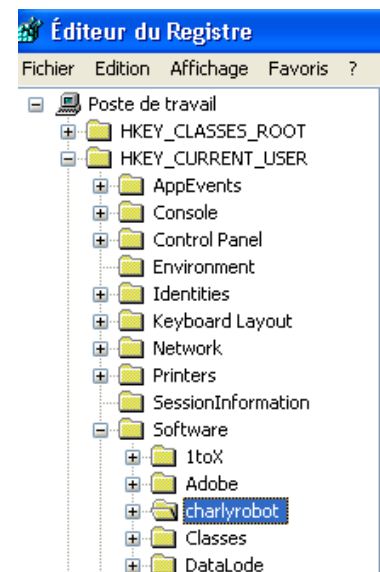 Éditeur du Registre
Fichier Edition Affichage Favoris ?
Poste de travail
HKEY_CLASSES_ROOT
HKEY_CURRENT_USER
AppEvents
Console
Control Panel
Environment
Identities
Keyboard Layout
Network
Printers
SessionInformation
Software
1toX
Adobe
charlyrobot
Classes
DataLode